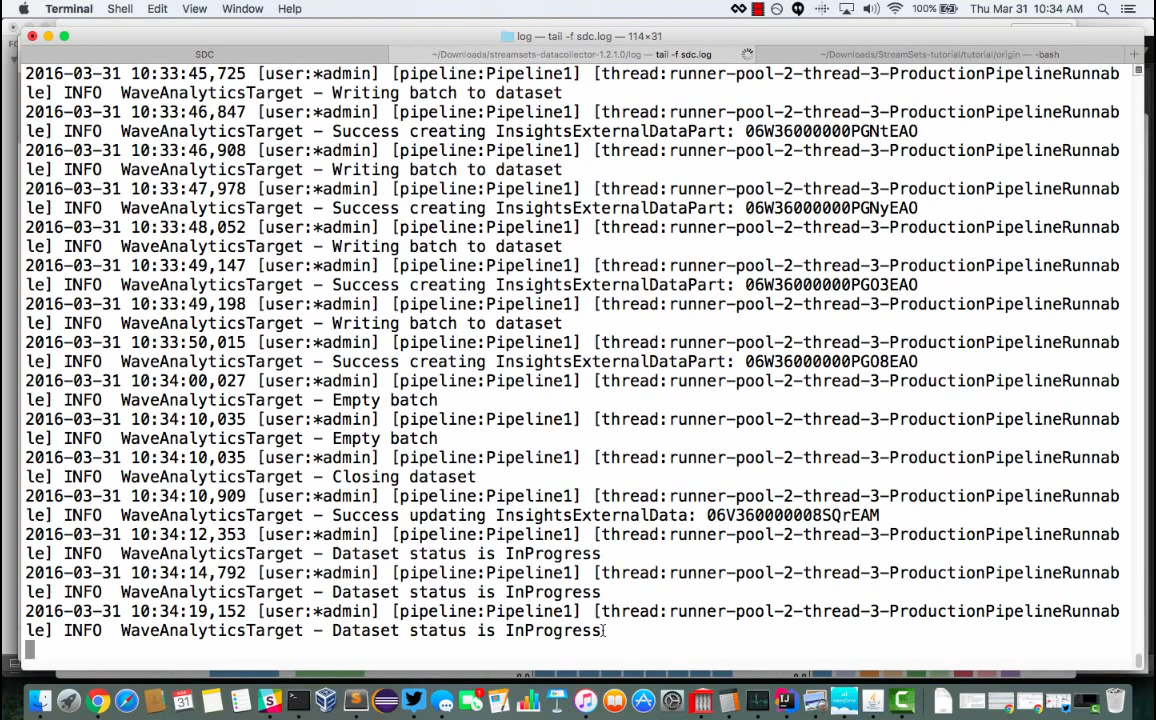 Terminal Shell Edit View Window Help 100% Thu Mar 31 10:34 AM
log — tail -f sdc.log — 114×31
SDC ~/Downloads/streamsets-datacollector-1.2.1.0/log — tail -f sdc.log ~/Downloads/StreamSets-tutorial/tutorial/origin — -bash +
2016-03-31 10:33:45,725 [user:*admin] [pipeline:Pipeline1] [thread:runner-pool-2-thread-3-ProductionPipelineRunnab
le] INFO  WaveAnalyticsTarget - Writing batch to dataset
2016-03-31 10:33:46,847 [user:*admin] [pipeline:Pipeline1] [thread:runner-pool-2-thread-3-ProductionPipelineRunnab
le] INFO  WaveAnalyticsTarget - Success creating InsightsExternalDataPart: 06W36000000PGNtEAO
2016-03-31 10:33:46,908 [user:*admin] [pipeline:Pipeline1] [thread:runner-pool-2-thread-3-ProductionPipelineRunnab
le] INFO  WaveAnalyticsTarget - Writing batch to dataset
2016-03-31 10:33:47,978 [user:*admin] [pipeline:Pipeline1] [thread:runner-pool-2-thread-3-ProductionPipelineRunnab
le] INFO  WaveAnalyticsTarget - Success creating InsightsExternalDataPart: 06W36000000PGNyEAO
2016-03-31 10:33:48,052 [user:*admin] [pipeline:Pipeline1] [thread:runner-pool-2-thread-3-ProductionPipelineRunnab
le] INFO  WaveAnalyticsTarget - Writing batch to dataset
2016-03-31 10:33:49,147 [user:*admin] [pipeline:Pipeline1] [thread:runner-pool-2-thread-3-ProductionPipelineRunnab
le] INFO  WaveAnalyticsTarget - Success creating InsightsExternalDataPart: 06W36000000PGO3EAO
2016-03-31 10:33:49,198 [user:*admin] [pipeline:Pipeline1] [thread:runner-pool-2-thread-3-ProductionPipelineRunnab
le] INFO  WaveAnalyticsTarget - Writing batch to dataset
2016-03-31 10:33:50,015 [user:*admin] [pipeline:Pipeline1] [thread:runner-pool-2-thread-3-ProductionPipelineRunnab
le] INFO  WaveAnalyticsTarget - Success creating InsightsExternalDataPart: 06W36000000PGO8EAO
2016-03-31 10:34:00,027 [user:*admin] [pipeline:Pipeline1] [thread:runner-pool-2-thread-3-ProductionPipelineRunnab
le] INFO  WaveAnalyticsTarget - Empty batch
2016-03-31 10:34:10,035 [user:*admin] [pipeline:Pipeline1] [thread:runner-pool-2-thread-3-ProductionPipelineRunnab
le] INFO  WaveAnalyticsTarget - Empty batch
2016-03-31 10:34:10,035 [user:*admin] [pipeline:Pipeline1] [thread:runner-pool-2-thread-3-ProductionPipelineRunnab
le] INFO  WaveAnalyticsTarget - Closing dataset
2016-03-31 10:34:10,909 [user:*admin] [pipeline:Pipeline1] [thread:runner-pool-2-thread-3-ProductionPipelineRunnab
le] INFO  WaveAnalyticsTarget - Success updating InsightsExternalData: 06V360000008SQrEAM
2016-03-31 10:34:12,353 [user:*admin] [pipeline:Pipeline1] [thread:runner-pool-2-thread-3-ProductionPipelineRunnab
le] INFO  WaveAnalyticsTarget - Dataset status is InProgress
2016-03-31 10:34:14,792 [user:*admin] [pipeline:Pipeline1] [thread:runner-pool-2-thread-3-ProductionPipelineRunnab
le] INFO  WaveAnalyticsTarget - Dataset status is InProgress
2016-03-31 10:34:19,152 [user:*admin] [pipeline:Pipeline1] [thread:runner-pool-2-thread-3-ProductionPipelineRunnab
le] INFO  WaveAnalyticsTarget - Dataset status is InProgress